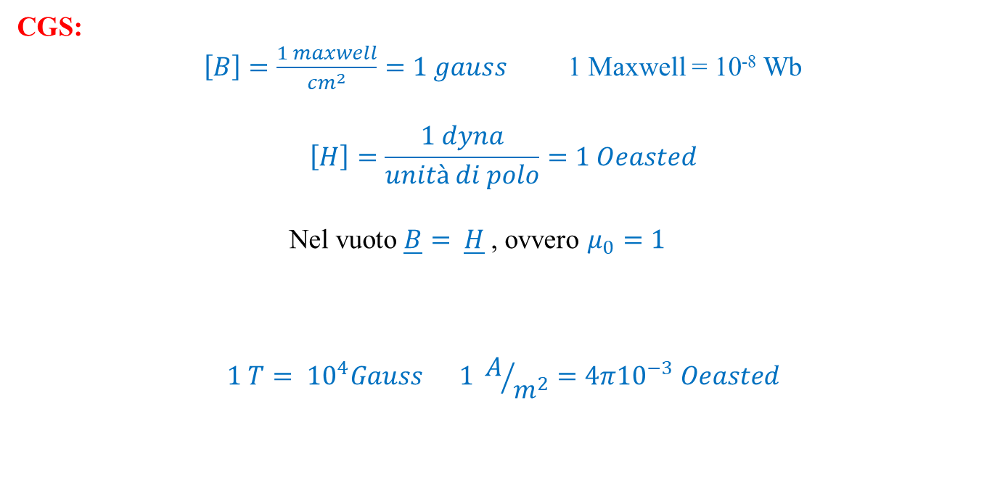 CGS:
[B] = 1 maxwell / cm² = 1 gauss 1 Maxwell = 10⁻⁸ Wb
[H] = 1 dyna / unità di polo = 1 Oeasted
Nel vuoto B = H , ovvero μ₀ = 1
1 T = 10⁴Gauss 1 A/m² = 4π10⁻³ Oeasted